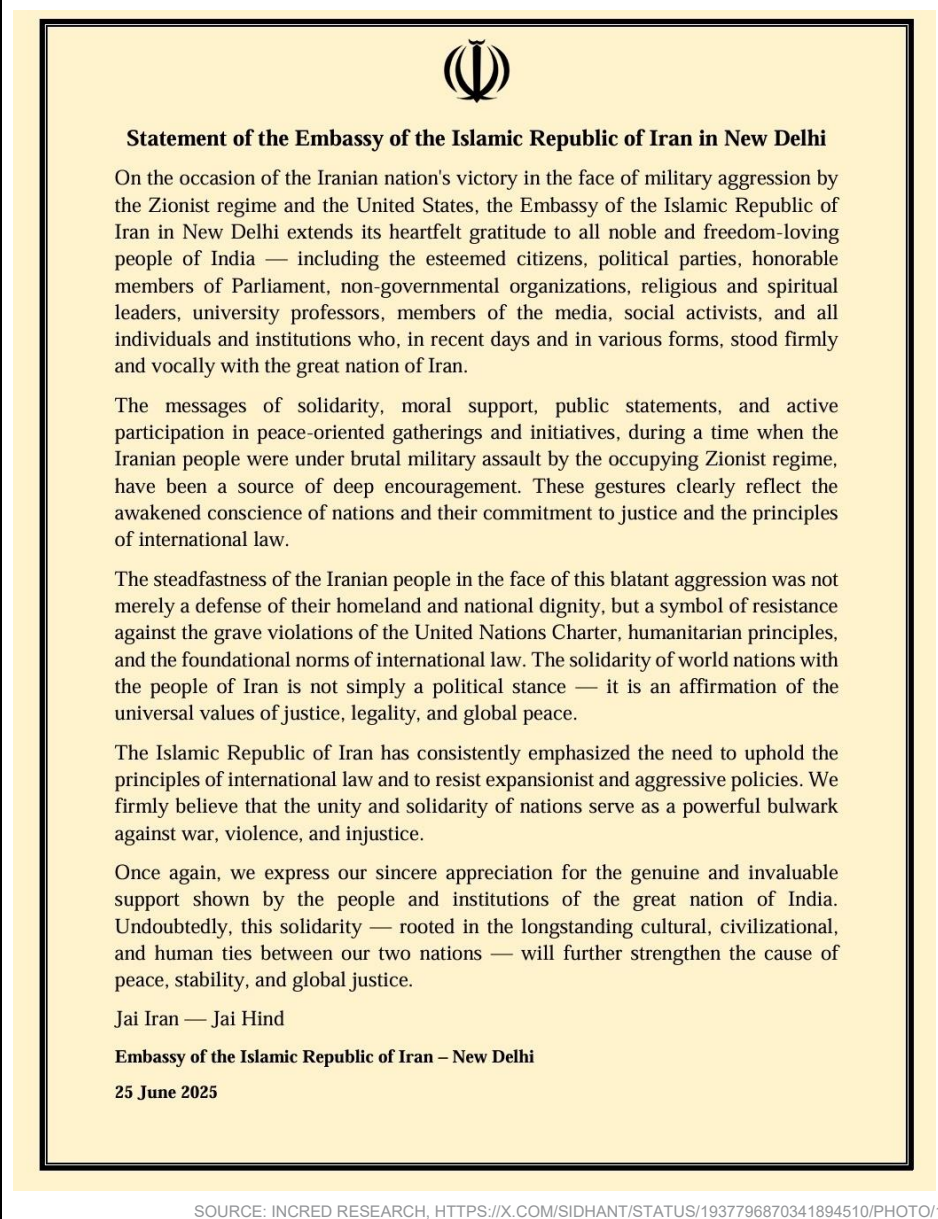 Statement of the Embassy of the Islamic Republic of Iran in New Delhi
On the occasion of the Iranian nation's victory in the face of military aggression by
the Zionist regime and the United States, the Embassy of the Islamic Republic of
Iran in New Delhi extends its heartfelt gratitude to all noble and freedom-loving
people of India — including the esteemed citizens, political parties, honorable
members of Parliament, non-governmental organizations, religious and spiritual
leaders, university professors, members of the media, social activists, and all
individuals and institutions who, in recent days and in various forms, stood firmly
and vocally with the great nation of Iran.
The messages of solidarity, moral support, public statements, and active
participation in peace-oriented gatherings and initiatives, during a time when the
Iranian people were under brutal military assault by the occupying Zionist regime,
have been a source of deep encouragement. These gestures clearly reflect the
awakened conscience of nations and their commitment to justice and the principles
of international law.
The steadfastness of the Iranian people in the face of this blatant aggression was not
merely a defense of their homeland and national dignity, but a symbol of resistance
against the grave violations of the United Nations Charter, humanitarian principles,
and the foundational norms of international law. The solidarity of world nations with
the people of Iran is not simply a political stance — it is an affirmation of the
universal values of justice, legality, and global peace.
The Islamic Republic of Iran has consistently emphasized the need to uphold the
principles of international law and to resist expansionist and aggressive policies. We
firmly believe that the unity and solidarity of nations serve as a powerful bulwark
against war, violence, and injustice.
Once again, we express our sincere appreciation for the genuine and invaluable
support shown by the people and institutions of the great nation of India.
Undoubtedly, this solidarity — rooted in the longstanding cultural, civilizational,
and human ties between our two nations — will further strengthen the cause of
peace, stability, and global justice.
Jai Iran — Jai Hind
Embassy of the Islamic Republic of Iran – New Delhi
25 June 2025
SOURCE: INCRED RESEARCH, HTTPS://X.COM/SIDHANT/STATUS/1937796870341894510/PHOTO/